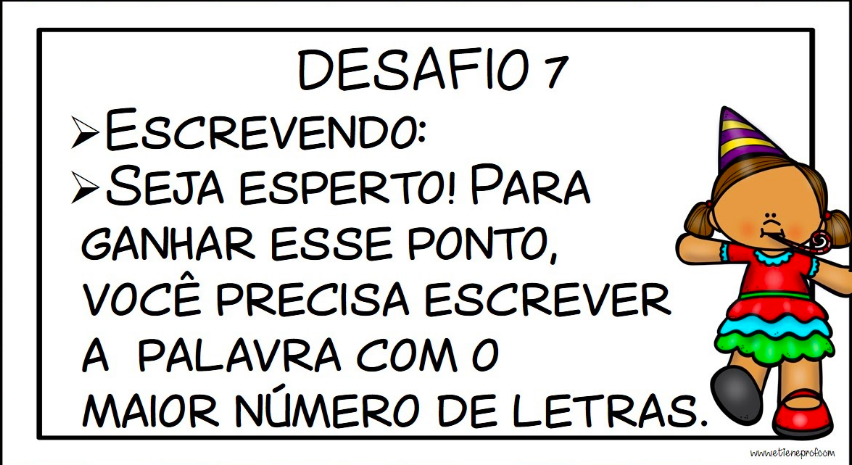 DESAFIO 7
➢ESCREVENDO:
➢SEJA ESPERTO! PARA
GANHAR ESSE PONTO,
VOCÊ PRECISA ESCREVER
A PALAVRA COM O
MAIOR NÚMERO DE LETRAS.
www.etieneprof.com